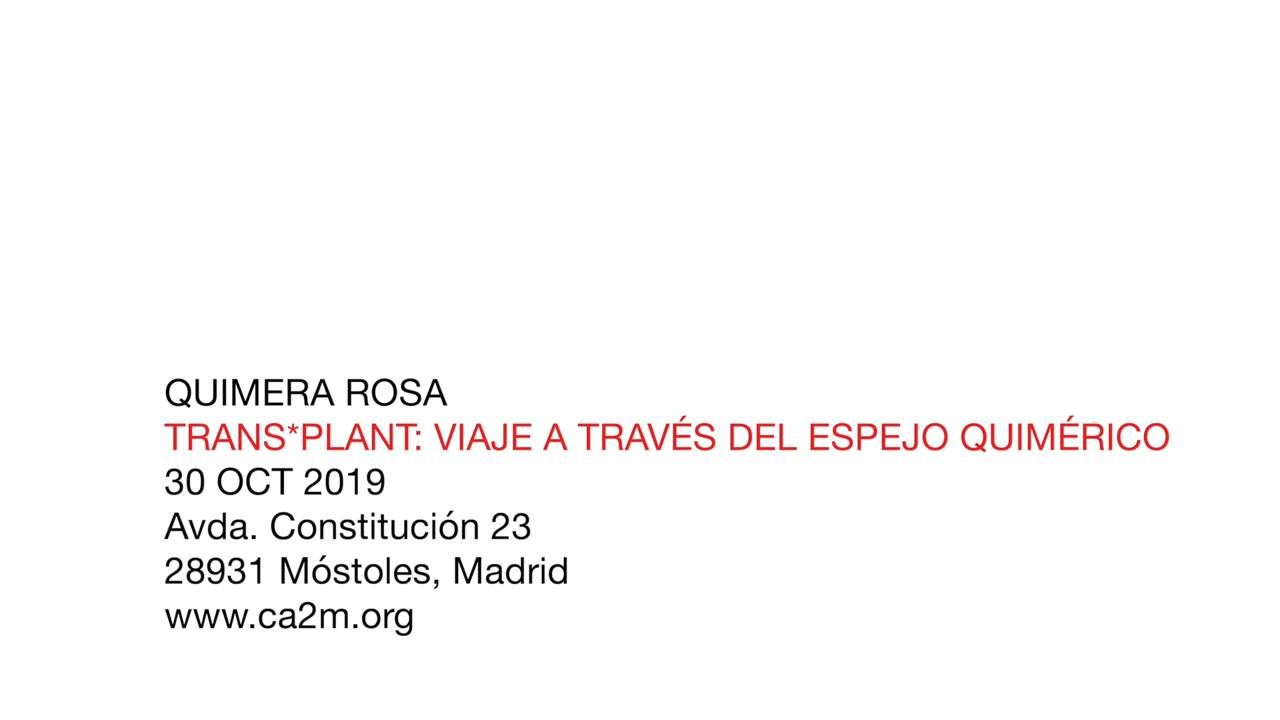 QUIMERA ROSA
TRANS*PLANT: VIAJE A TRAVÉS DEL ESPEJO QUIMÉRICO
30 OCT 2019
Avda. Constitución 23
28931 Móstoles, Madrid
www.ca2m.org